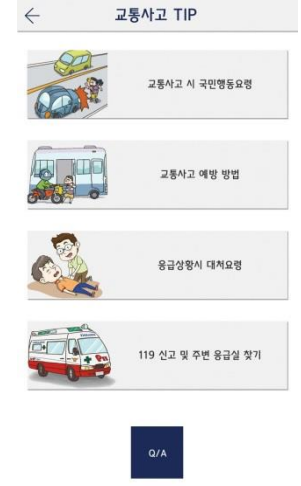 교통사고 TIP
교통사고 시 국민행동요령
교통사고 예방 방법
응급상황시 대처요령
119 신고 및 주변 응급실 찾기
Q/A